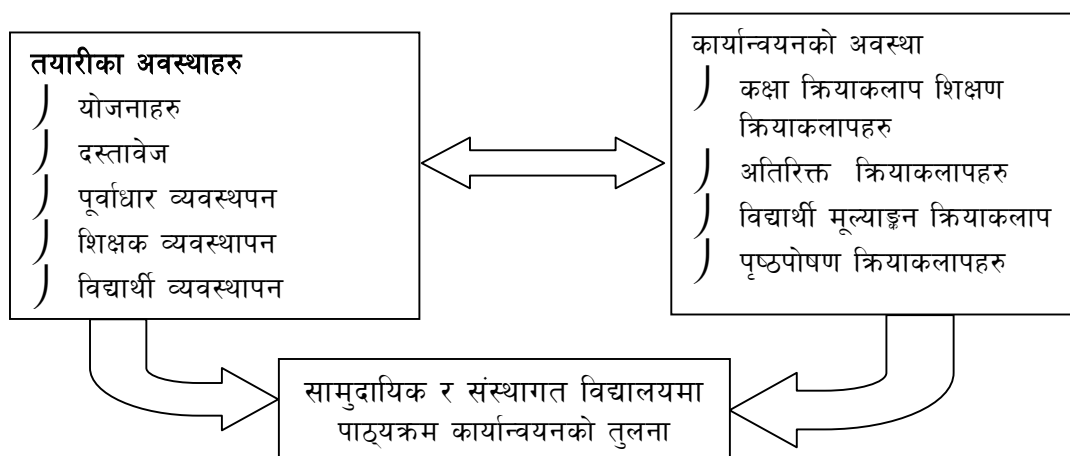 तयारीका अवस्थाहरु
योजनाहरु
दस्तावेज
पूर्वाधार व्यवस्थपन
शिक्षक व्यवस्थापन
विद्यार्थी व्यवस्थापन
कार्यान्वयनको अवस्था
कक्षा क्रियाकलाप शिक्षण
क्रियाकलापहरु
अतिरिक्त क्रियाकलापहरु
विद्यार्थी मूल्याङ्कन क्रियाकलाप
पृष्ठपोषण क्रियाकलापहरु
सामुदायिक र संस्थागत विद्यालयमा
पाठ्यक्रम कार्यान्वयनको तुलना